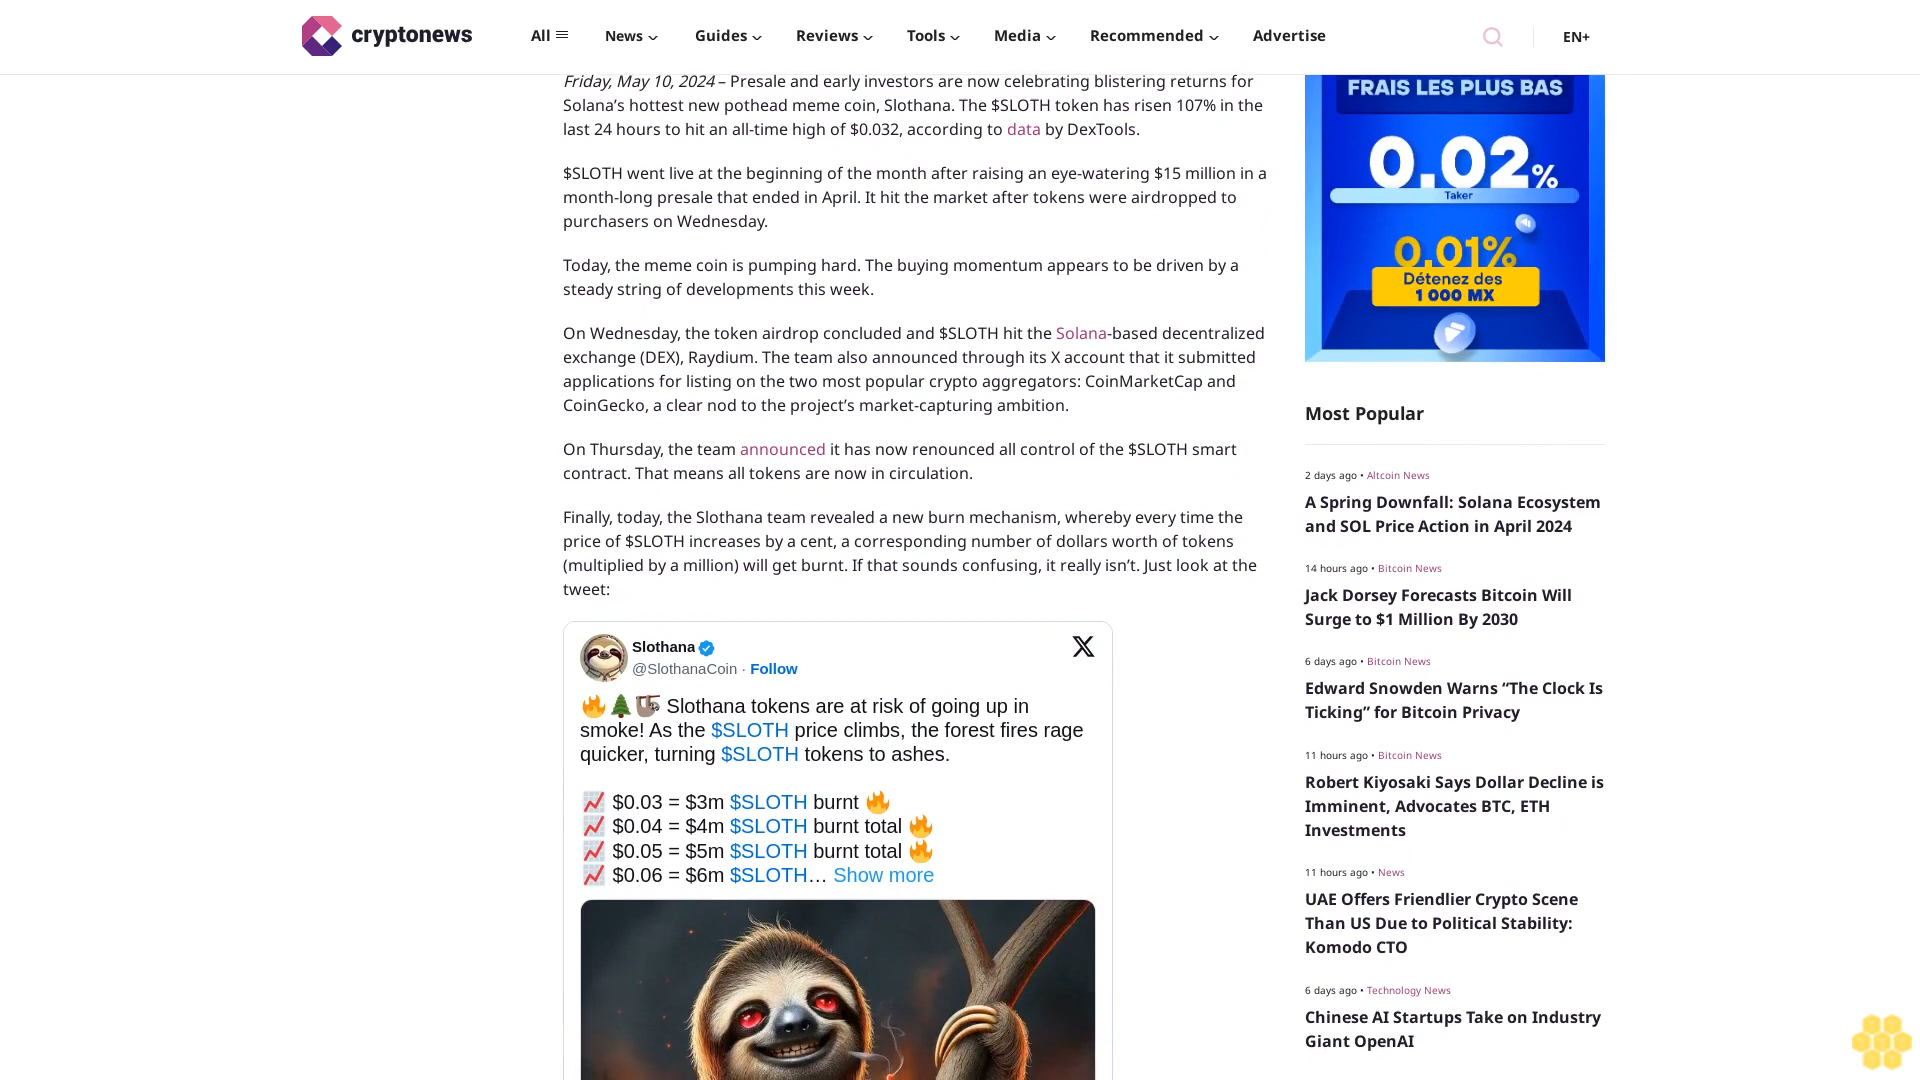 cryptonews
All
News
Guides
Reviews
Tools
Media
Recommended
Advertise
EN+
Friday, May 10, 2024 – Presale and early investors are now celebrating blistering returns for
Solana’s hottest new pothead meme coin, Slothana. The $SLOTH token has risen 107% in the
last 24 hours to hit an all-time high of $0.032, according to data by DexTools.
$SLOTH went live at the beginning of the month after raising an eye-watering $15 million in a
month-long presale that ended in April. It hit the market after tokens were airdropped to
purchasers on Wednesday.
Today, the meme coin is pumping hard. The buying momentum appears to be driven by a
steady string of developments this week.
On Wednesday, the token airdrop concluded and $SLOTH hit the Solana-based decentralized
exchange (DEX), Raydium. The team also announced through its X account that it submitted
applications for listing on the two most popular crypto aggregators: CoinMarketCap and
CoinGecko, a clear nod to the project’s market-capturing ambition.
On Thursday, the team announced it has now renounced all control of the $SLOTH smart
contract. That means all tokens are now in circulation.
Finally, today, the Slothana team revealed a new burn mechanism, whereby every time the
price of $SLOTH increases by a cent, a corresponding number of dollars worth of tokens
(multiplied by a million) will get burnt. If that sounds confusing, it really isn’t. Just look at the
tweet:
Slothana
@SlothanaCoin · Follow
🔥🌲🦥 Slothana tokens are at risk of going up in
smoke! As the $SLOTH price climbs, the forest fires rage
quicker, turning $SLOTH tokens to ashes.
📈 $0.03 = $3m $SLOTH burnt 🔥
📈 $0.04 = $4m $SLOTH burnt total 🔥
📈 $0.05 = $5m $SLOTH burnt total 🔥
📈 $0.06 = $6m $SLOTH… Show more
FRAIS LES PLUS BAS
0.02%
Taker
0.01%
Détenez des
1 000 MX
Most Popular
2 days ago • Altcoin News
A Spring Downfall: Solana Ecosystem
and SOL Price Action in April 2024
14 hours ago • Bitcoin News
Jack Dorsey Forecasts Bitcoin Will
Surge to $1 Million By 2030
6 days ago • Bitcoin News
Edward Snowden Warns “The Clock Is
Ticking” for Bitcoin Privacy
11 hours ago • Bitcoin News
Robert Kiyosaki Says Dollar Decline is
Imminent, Advocates BTC, ETH
Investments
11 hours ago • News
UAE Offers Friendlier Crypto Scene
Than US Due to Political Stability:
Komodo CTO
6 days ago • Technology News
Chinese AI Startups Take on Industry
Giant OpenAI